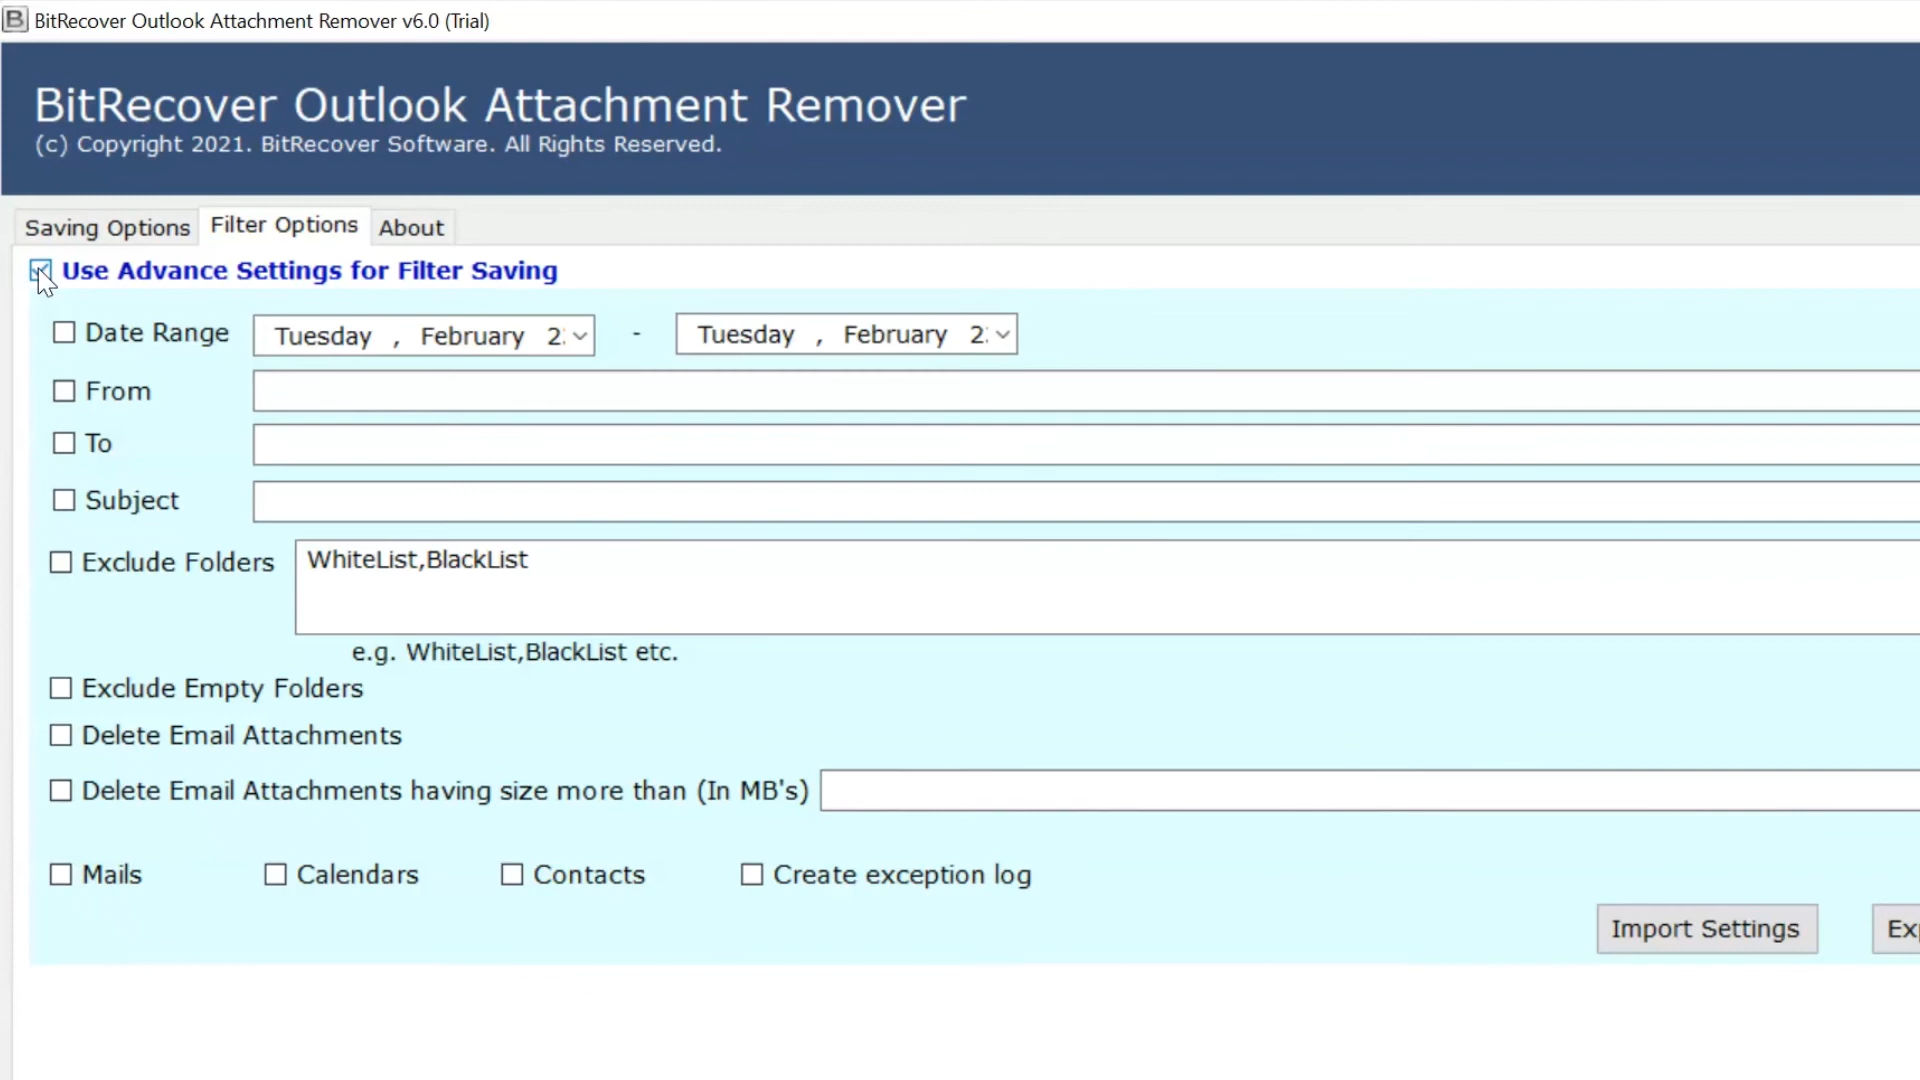 BitRecover Outlook Attachment Remover v6.0 (Trial)
BitRecover Outlook Attachment Remover
(c) Copyright 2021. BitRecover Software. All Rights Reserved.
Saving Options Filter Options About
Use Advance Settings for Filter Saving
Date Range Tuesday , February - Tuesday , February
From
To
Subject
Exclude Folders WhiteList,BlackList
e.g. WhiteList,BlackList etc.
Exclude Empty Folders
Delete Email Attachments
Delete Email Attachments having size more than (In MB's)
Mails Calendars Contacts Create exception log
Import Settings